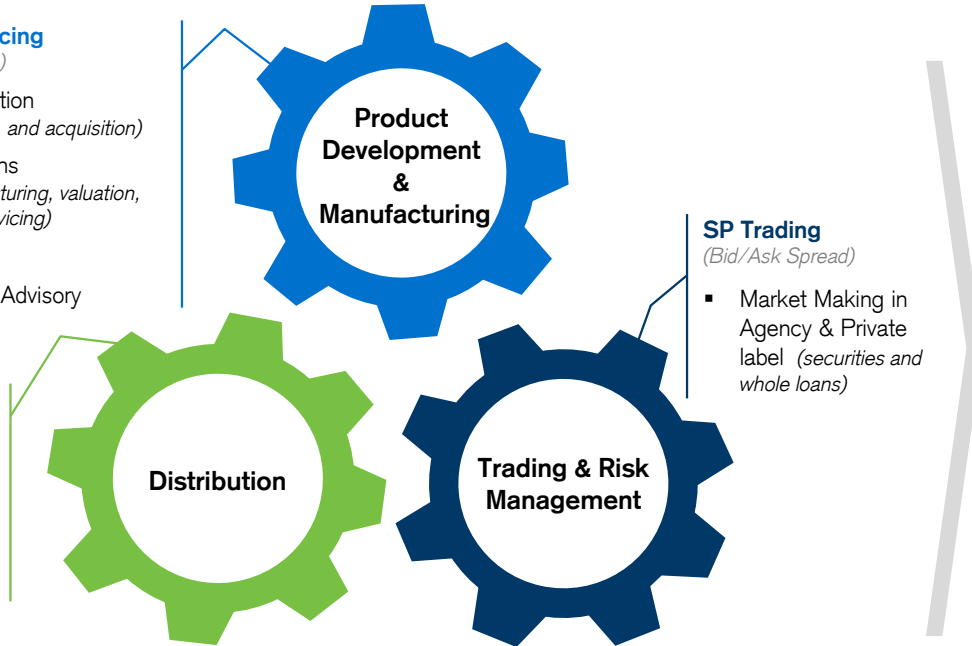 cing
)
tion
and acquisition)
ns
turing, valuation,
vicing)
Advisory
Product
Development
&
Manufacturing
SP Trading
(Bid/Ask Spread)
▪ Market Making in
Agency & Private
label (securities and
whole loans)
Distribution
Trading & Risk
Management